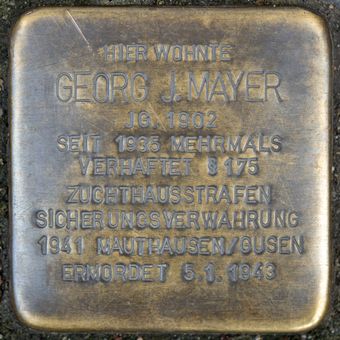 HIER WOHNTE
GEORG J. MAYER
JG. 1902
SEIT 1935 MEHRMALS
VERHAFTET § 175
ZUCHTHAUSSTRAFEN
SICHERUNGSVERWAHRUNG
1941 MAUTHAUSEN/GUSEN
ERMORDET 5.1.1943